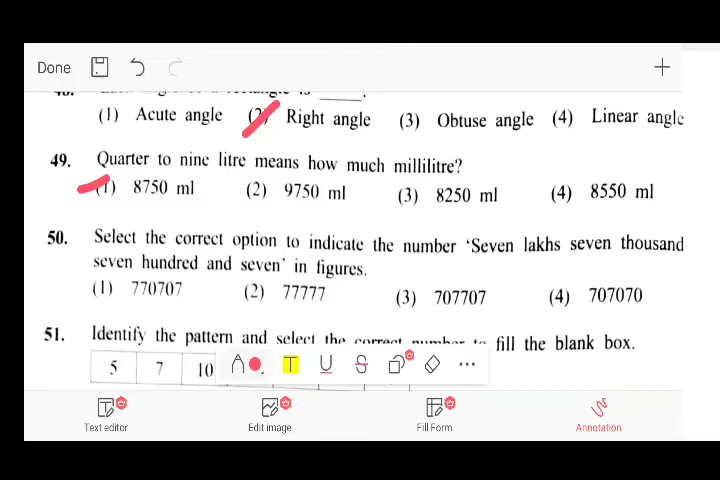 Done
(1) Acute angle (2) Right angle (3) Obtuse angle (4) Linear angle
49. Quarter to nine litre means how much millilitre?
(1) 8750 ml (2) 9750 ml (3) 8250 ml (4) 8550 ml
50. Select the correct option to indicate the number ‘Seven lakhs seven thousand
seven hundred and seven’ in figures.
(1) 770707 (2) 77777 (3) 707707 (4) 707070
51. Identify the pattern and select the correct number to fill the blank box.
5 7 10
T U S
Text editor Edit image Fill Form Annotation